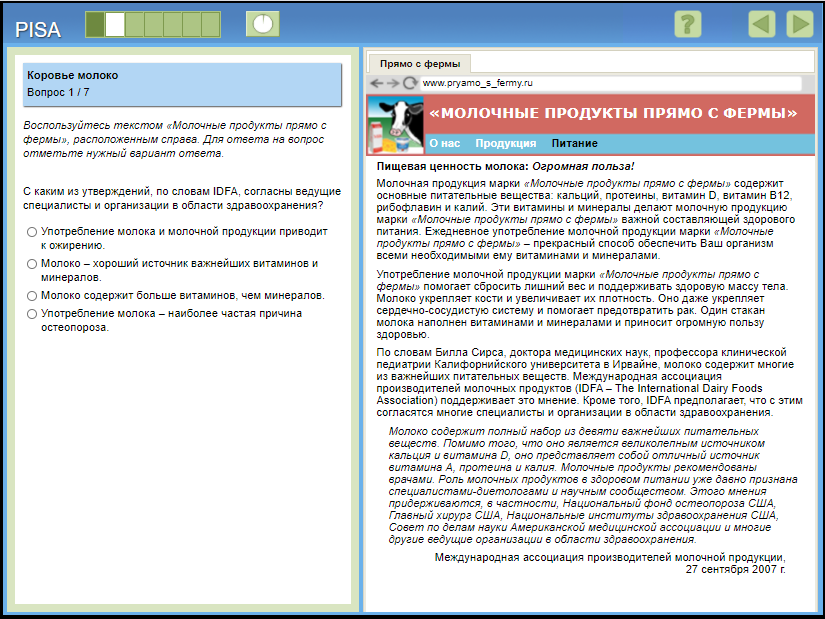 PISA
?
Коровье молоко
Вопрос 1 / 7
Воспользуйтесь текстом «Молочные продукты прямо с
фермы», расположенным справа. Для ответа на вопрос
отметьте нужный вариант ответа.
С каким из утверждений, по словам IDFA, согласны ведущие
специалисты и организации в области здравоохранения?
Употребление молока и молочной продукции приводит
к ожирению.
Молоко – хороший источник важнейших витаминов и
минералов.
Молоко содержит больше витаминов, чем минералов.
Употребление молока – наиболее частая причина
остеопороза.
Прямо с фермы
www.pryamo_s_fermy.ru
«МОЛОЧНЫЕ ПРОДУКТЫ ПРЯМО С ФЕРМЫ»
О нас Продукция Питание
Пищевая ценность молока: Огромная польза!
Молочная продукция марки «Молочные продукты прямо с фермы» содержит
основные питательные вещества: кальций, протеины, витамин D, витамин B12,
рибофлавин и калий. Эти витамины и минералы делают молочную продукцию
марки «Молочные продукты прямо с фермы» важной составляющей здорового
питания. Ежедневное употребление молочной продукции марки «Молочные
продукты прямо с фермы» – прекрасный способ обеспечить Ваш организм
всеми необходимыми ему витаминами и минералами.
Употребление молочной продукции марки «Молочные продукты прямо с
фермы» помогает сбросить лишний вес и поддерживать здоровую массу тела.
Молоко укрепляет кости и увеличивает их плотность. Оно даже укрепляет
сердечно-сосудистую систему и помогает предотвратить рак. Один стакан
молока наполнен витаминами и минералами и приносит огромную пользу
здоровью.
По словам Билла Сирса, доктора медицинских наук, профессора клинической
педиатрии Калифорнийского университета в Ирвайне, молоко содержит многие
из важнейших питательных веществ. Международная ассоциация
производителей молочных продуктов (IDFA – The International Dairy Foods
Association) поддерживает это мнение. Кроме того, IDFA предполагает, что с этим
согласятся многие специалисты и организации в области здравоохранения.
Молоко содержит полный набор из девяти важнейших питательных
веществ. Помимо того, что оно является великолепным источником
кальция и витамина D, оно представляет собой отличный источник
витамина А, протеина и калия. Молочные продукты рекомендованы
врачами. Роль молочных продуктов в здоровом питании уже давно признана
специалистами-диетологами и научным сообществом. Этого мнения
придерживаются, в частности, Национальный фонд остеопороза США,
Главный хирург США, Национальные институты здравоохранения США,
Совет по делам науки Американской медицинской ассоциации и многие
другие ведущие организации в области здравоохранения.
Международная ассоциация производителей молочной продукции,
27 сентября 2007 г.